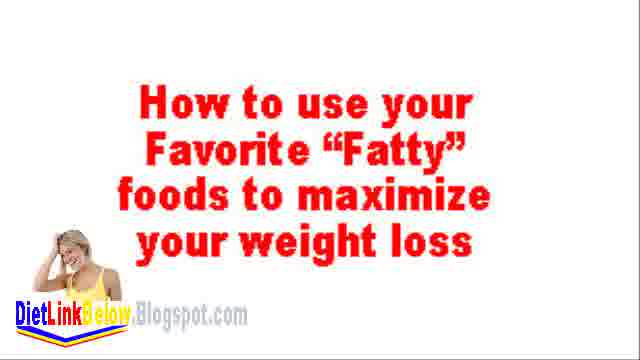 How to use your
Favorite “Fatty”
foods to maximize
your weight loss
DietLinkBelow.Blogspot.com